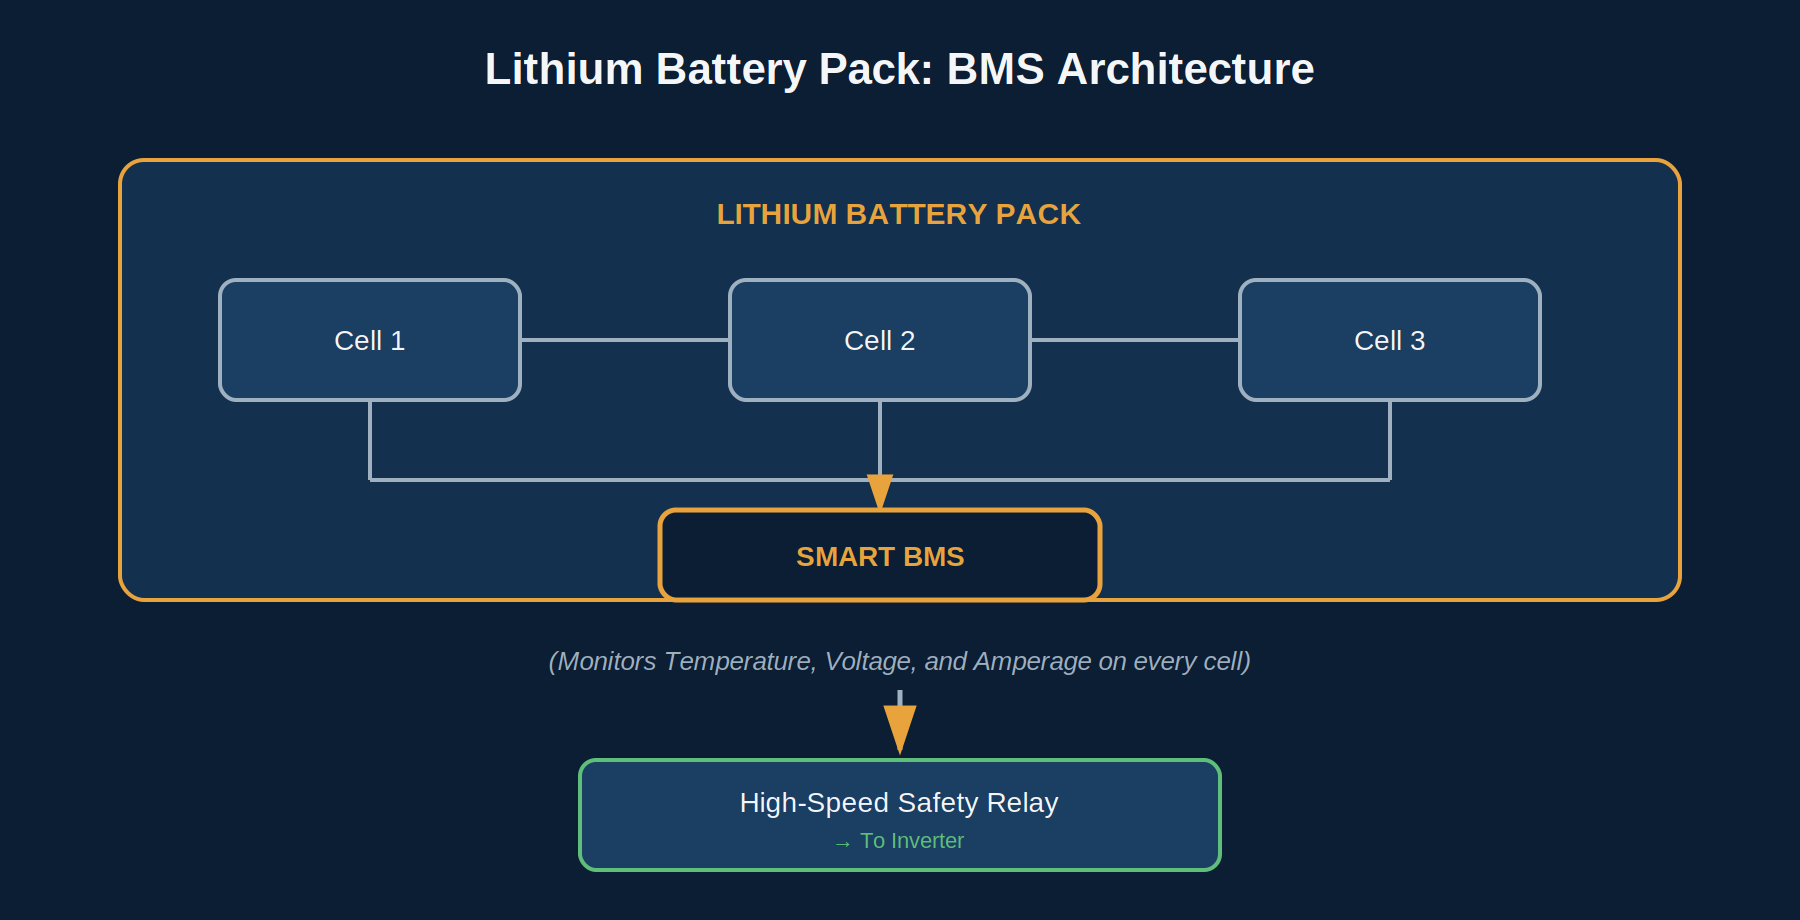 Lithium Battery Pack: BMS Architecture
LITHIUM BATTERY PACK
Cell 1
Cell 2
Cell 3
SMART BMS
(Monitors Temperature, Voltage, and Amperage on every cell)
High-Speed Safety Relay
→ To Inverter